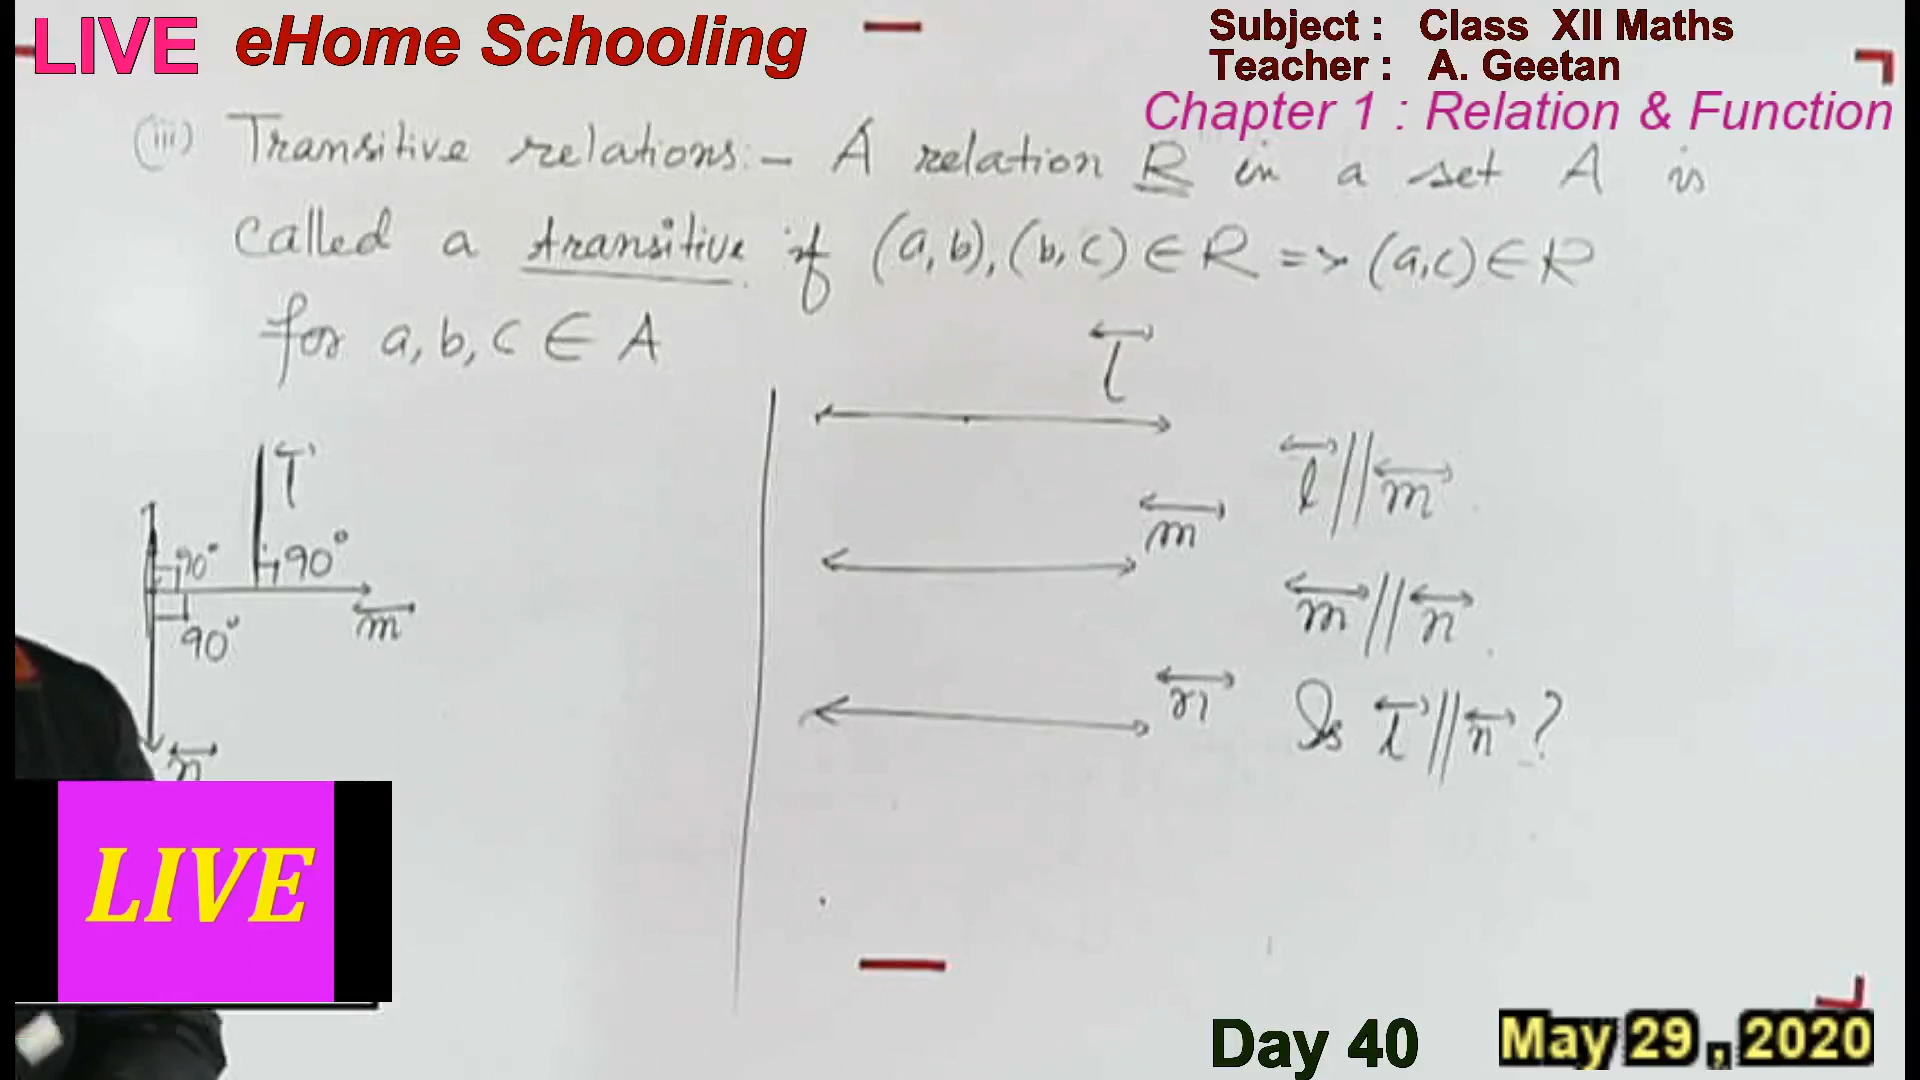 LIVE eHome Schooling
Subject : Class XII Maths
Teacher : A. Geetan
Chapter 1 : Relation & Function
(iii) Transitive relations:- A relation R in a set A is
called a transitive if (a,b), (b,c) ∈ R => (a,c) ∈ R
for a, b, c ∈ A
l
l
l || m
m
90° 90°
m
90°
m || n
n
Is l || n ?
n
LIVE
Day 40
May 29, 2020